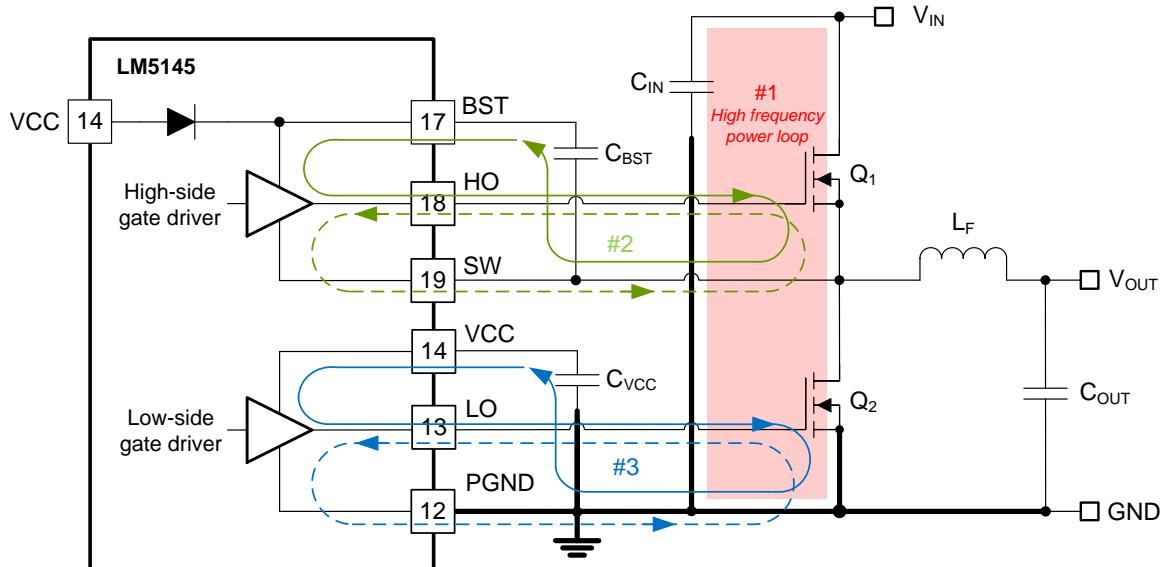 V_IN
LM5145
C_IN
#1
High frequency
power loop
VCC
14
17
BST
C_BST
High-side
gate driver
18
HO
Q_1
#2
L_F
19
SW
V_OUT
14
VCC
C_VCC
C_OUT
Low-side
gate driver
13
LO
Q_2
#3
12
PGND
GND